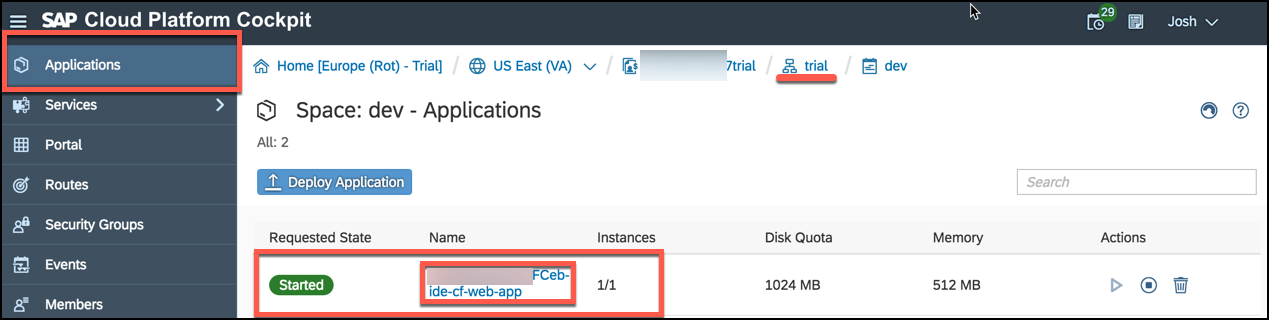 SAP Cloud Platform Cockpit
29
Josh
Applications
Services
Portal
Routes
Security Groups
Events
Members
Home [Europe (Rot) - Trial] / US East (VA) / 7trial / trial / dev
Space: dev - Applications
All: 2
Deploy Application
Search
Requested State Name Instances Disk Quota Memory Actions
Started FCeb-
ide-cf-web-app 1/1 1024 MB 512 MB